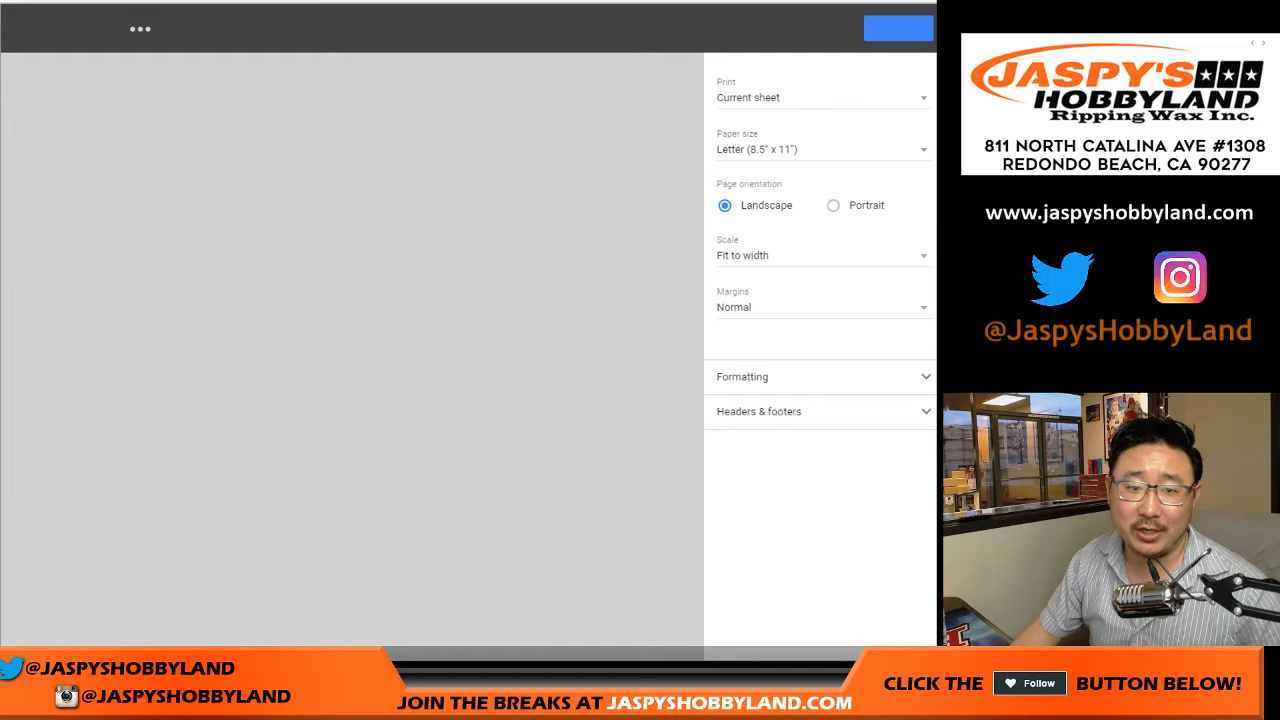 Print
Current sheet
Paper size
Letter (8.5" x 11")
Page orientation
Landscape
Portrait
Scale
Fit to width
Margins
Normal
Formatting
Headers & footers
JASPY'S
HOBBYLAND
Ripping Wax Inc.
811 NORTH CATALINA AVE #1308
REDONDO BEACH, CA 90277
www.jaspyshobbyland.com
@JaspysHobbyLand
@JASPYSHOBBYLAND
@JASPYSHOBBYLAND
JOIN THE BREAKS AT JASPYSHOBBYLAND.COM
CLICK THE Follow BUTTON BELOW!